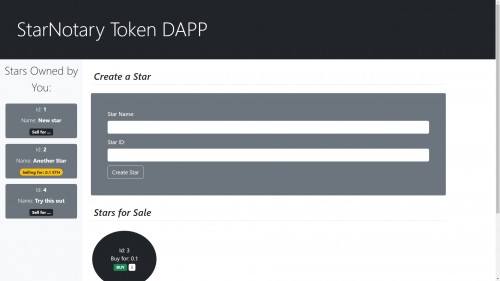 StarNotary Token DAPP
Stars Owned by
You:
Id: 1
Name: New star
Sell for ...
Id: 2
Name: Another Star
Selling for: 0.1 ETH
Id: 4
Name: Try this out
Sell for ...
Create a Star
Star Name:
Star ID:
Create Star
Stars for Sale
Id: 3
Buy for: 0.1
BUY